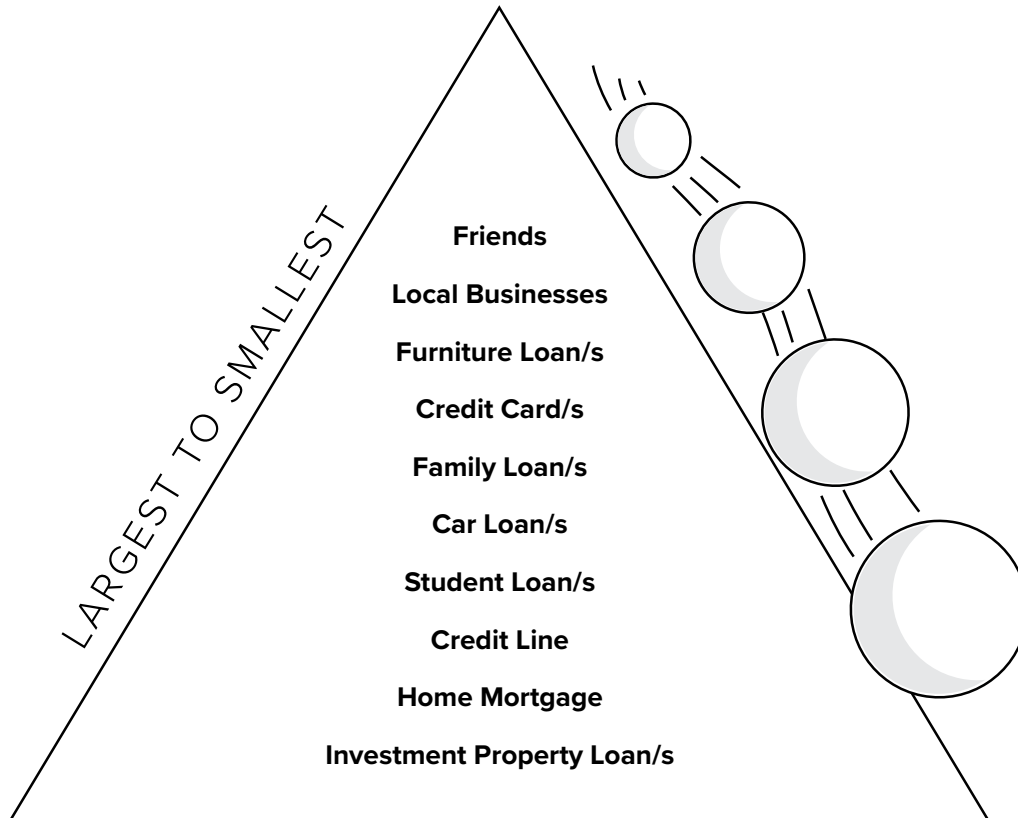 LARGEST TO SMALLEST
Friends
Local Businesses
Furniture Loan/s
Credit Card/s
Family Loan/s
Car Loan/s
Student Loan/s
Credit Line
Home Mortgage
Investment Property Loan/s